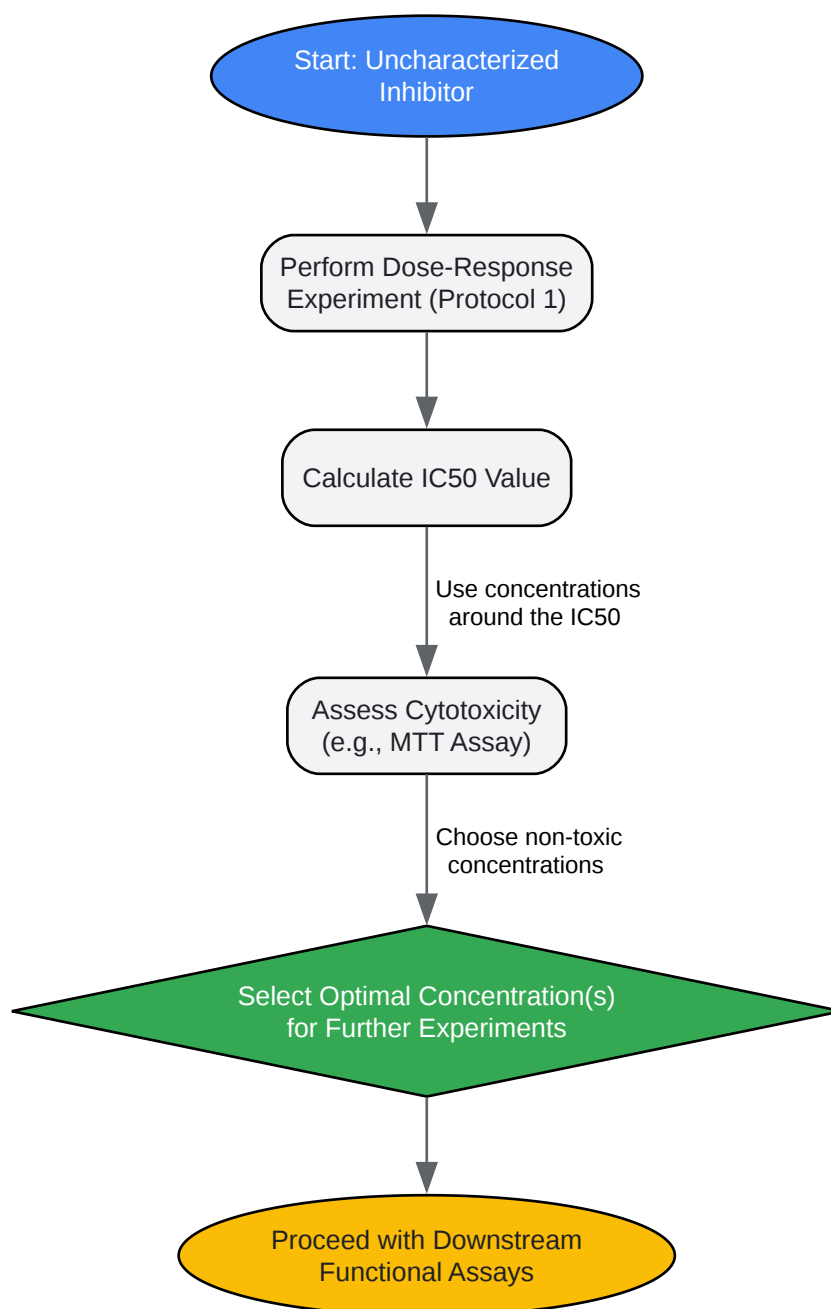 Start: Uncharacterized
Inhibitor
Perform Dose-Response
Experiment (Protocol 1)
Calculate IC50 Value
Use concentrations
around the IC50
Assess Cytotoxicity
(e.g., MTT Assay)
Choose non-toxic
concentrations
Select Optimal Concentration(s)
for Further Experiments
Proceed with Downstream
Functional Assays